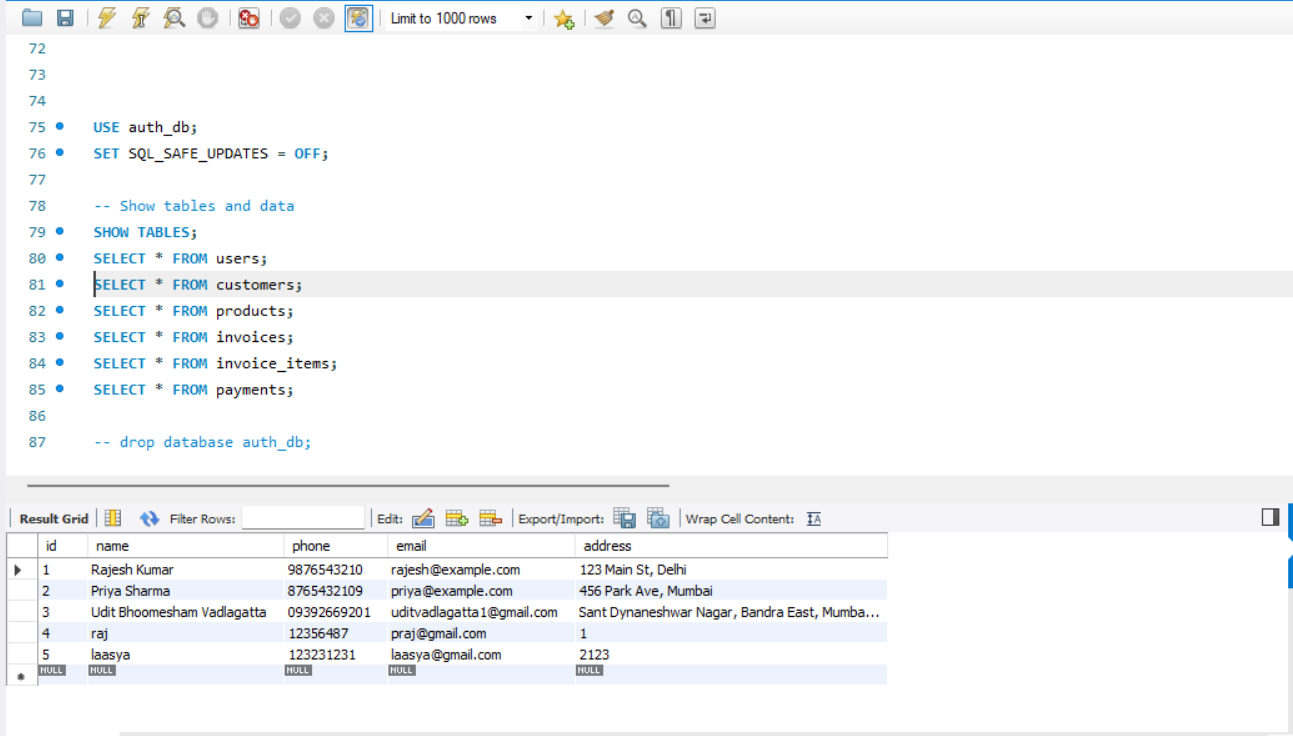 Limit to 1000 rows
72
73
74
75 USE auth_db;
76 SET SQL_SAFE_UPDATES = OFF;
77
78 -- Show tables and data
79 SHOW TABLES;
80 SELECT * FROM users;
81 SELECT * FROM customers;
82 SELECT * FROM products;
83 SELECT * FROM invoices;
84 SELECT * FROM invoice_items;
85 SELECT * FROM payments;
86
87 -- drop database auth_db;
Result Grid Filter Rows: Edit: Export/Import: Wrap Cell Content: IA
id name phone email address
1 Rajesh Kumar 9876543210 rajesh@example.com 123 Main St, Delhi
2 Priya Sharma 8765432109 priya@example.com 456 Park Ave, Mumbai
3 Udit Bhoomesham Vadlagatta 09392669201 uditvadlagatta1@gmail.com Sant Dynaneshwar Nagar, Bandra East, Mumba...
4 raj 12356487 praj@gmail.com 1
5 laasya 123231231 laasya@gmail.com 2123
NULL NULL NULL NULL NULL